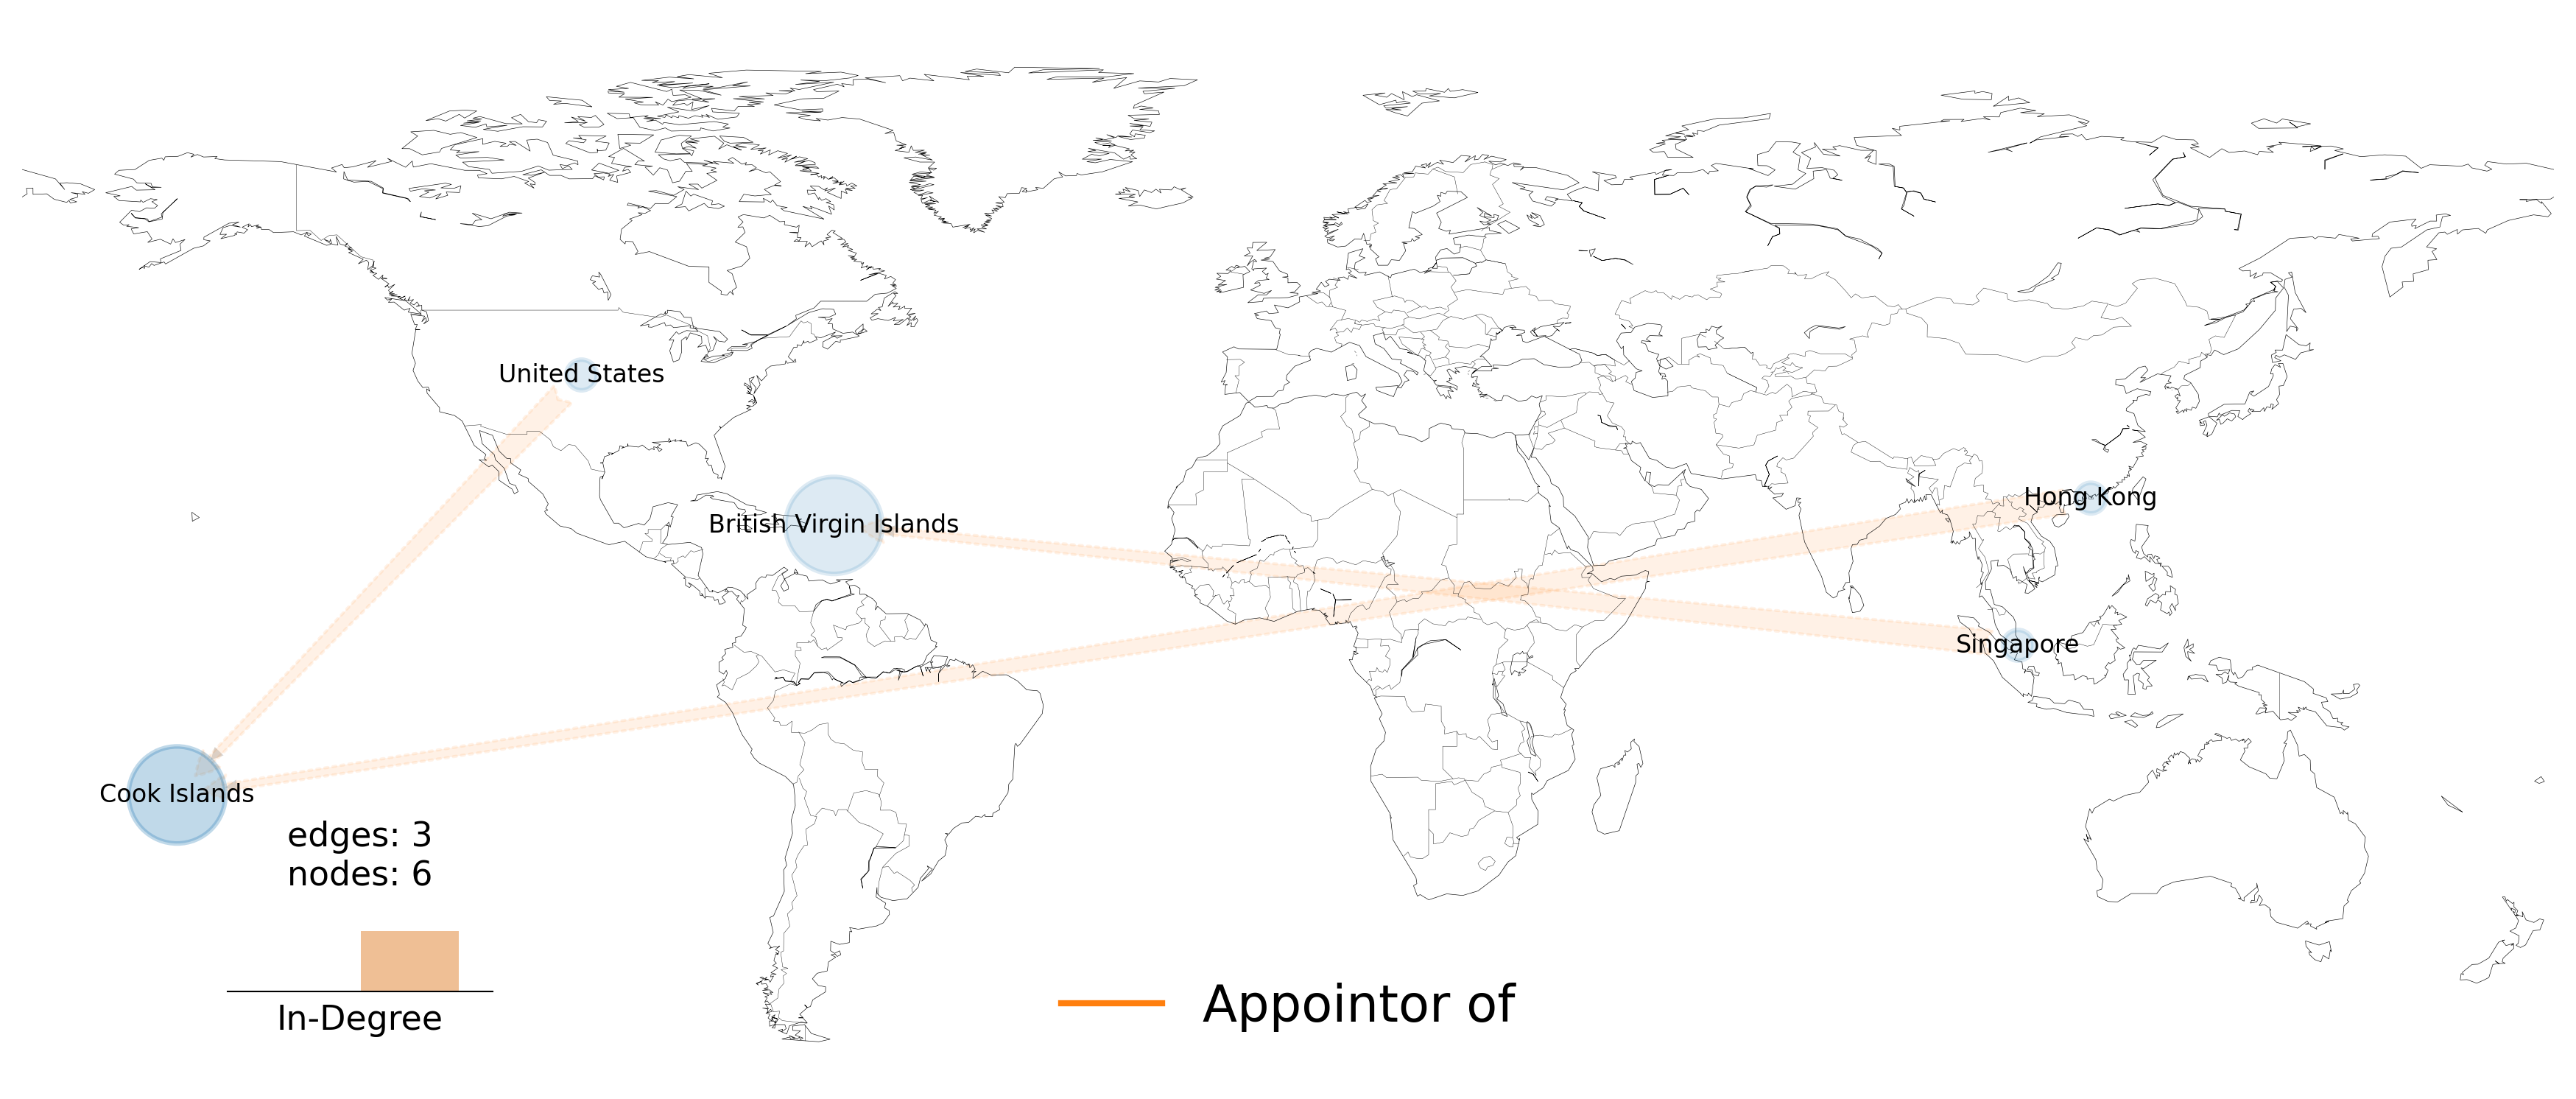 United States
Hong Kong
British Virgin Islands
Singapore
Cook Islands
edges: 3
nodes: 6
In-Degree
Appointor of